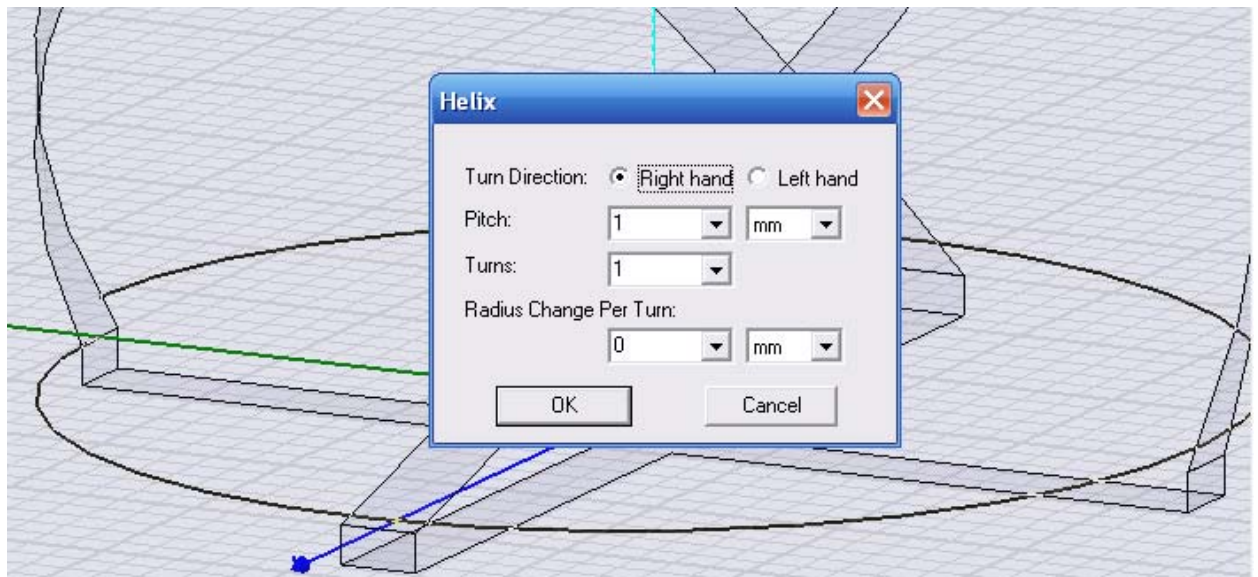 Helix
Turn Direction: Right hand Left hand
Pitch: 1 mm
Turns: 1
Radius Change Per Turn:
0 mm
OK Cancel